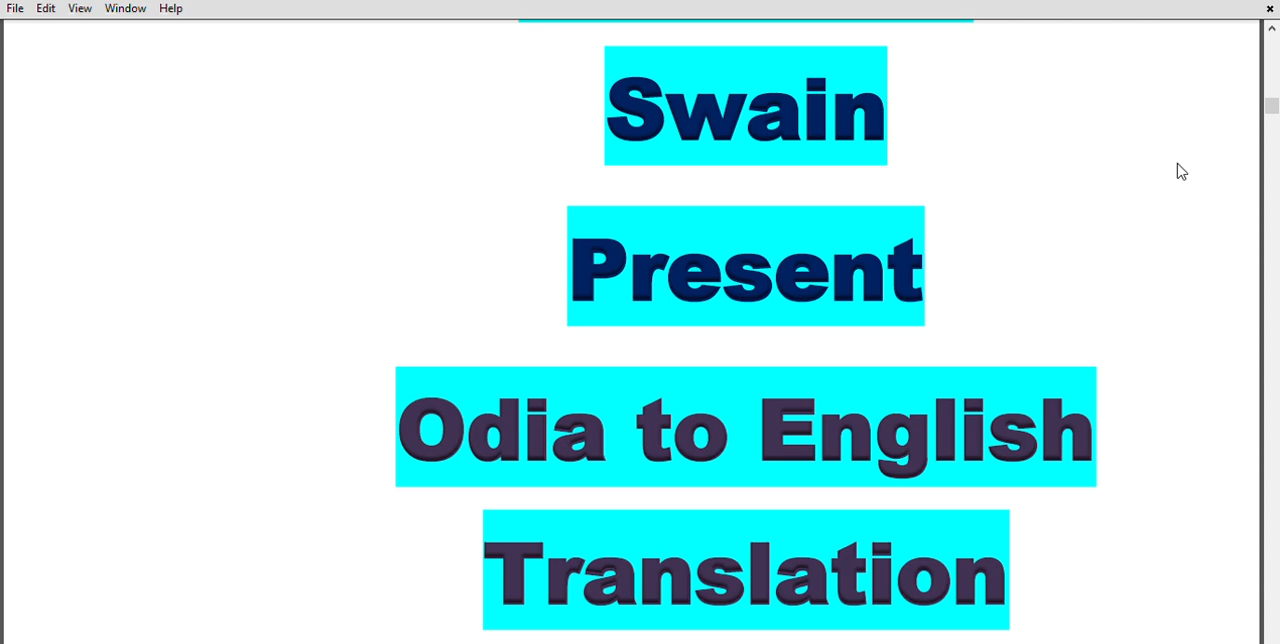 File Edit View Window Help
Swain
Present
Odia to English
Translation